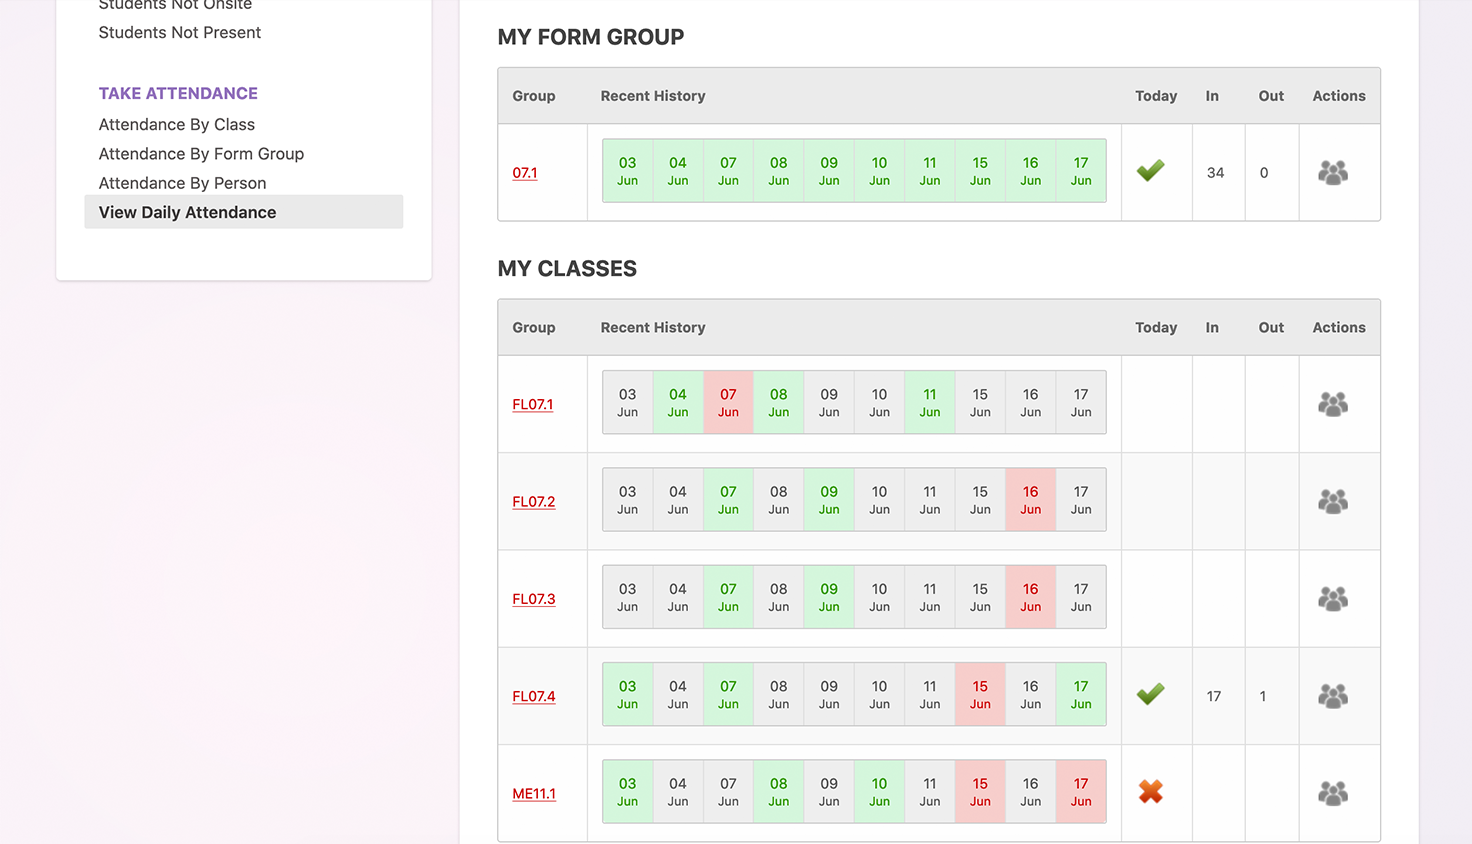 Students Not Onsite
Students Not Present
TAKE ATTENDANCE
Attendance By Class
Attendance By Form Group
Attendance By Person
View Daily Attendance
MY FORM GROUP
Group Recent History Today In Out Actions
03 04 07 08 09 10 11 15 16 17
Jun Jun Jun Jun Jun Jun Jun Jun Jun Jun
07.1 34 0
MY CLASSES
Group Recent History Today In Out Actions
03 04 07 08 09 10 11 15 16 17
FL07.1
Jun Jun Jun Jun Jun Jun Jun Jun Jun Jun
03 04 07 08 09 10 11 15 16 17
FL07.2
Jun Jun Jun Jun Jun Jun Jun Jun Jun Jun
03 04 07 08 09 10 11 15 16 17
FL07.3
Jun Jun Jun Jun Jun Jun Jun Jun Jun Jun
03 04 07 08 09 10 11 15 16 17
FL07.4 17 1
Jun Jun Jun Jun Jun Jun Jun Jun Jun Jun
03 04 07 08 09 10 11 15 16 17
ME11.1
Jun Jun Jun Jun Jun Jun Jun Jun Jun Jun